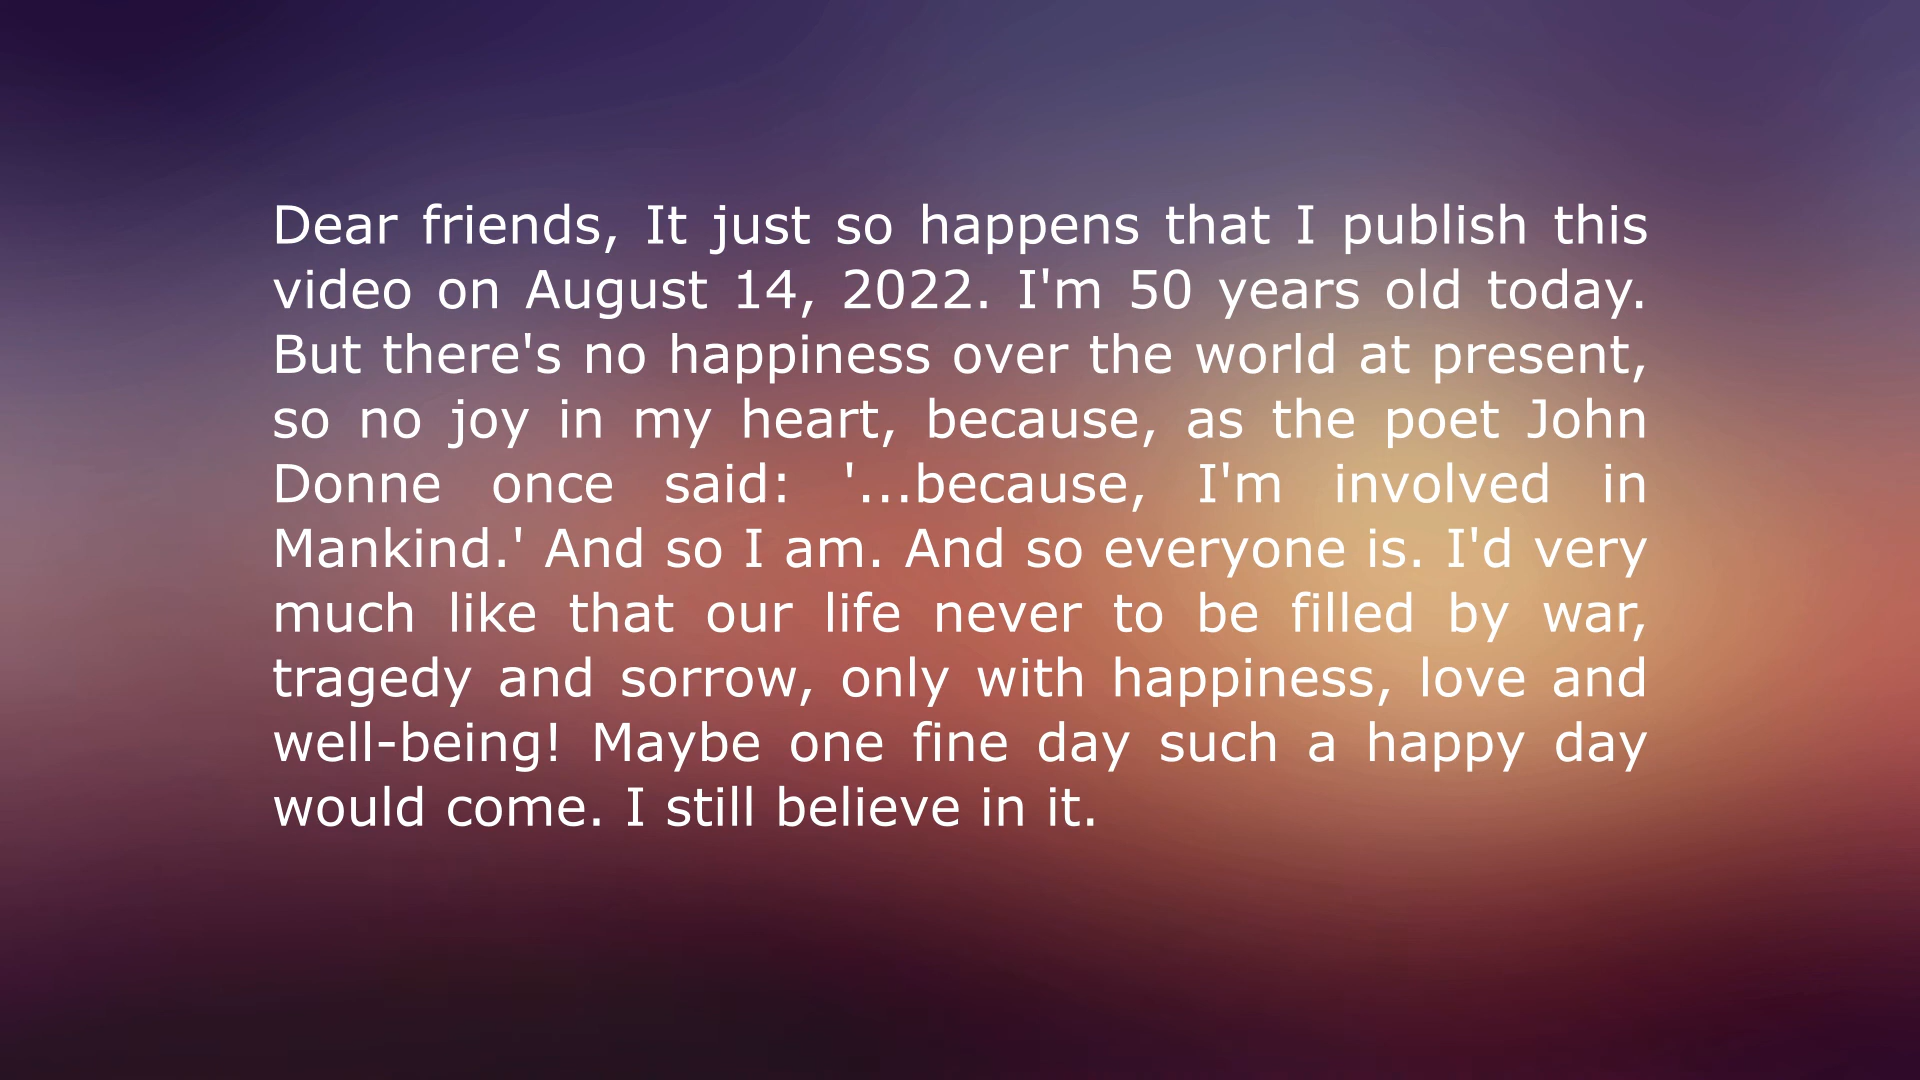 Dear friends, It just so happens that I publish this
video on August 14, 2022. I'm 50 years old today.
But there's no happiness over the world at present,
so no joy in my heart, because, as the poet John
Donne once said: '...because, I'm involved in
Mankind.' And so I am. And so everyone is. I'd very
much like that our life never to be filled by war,
tragedy and sorrow, only with happiness, love and
well-being! Maybe one fine day such a happy day
would come. I still believe in it.